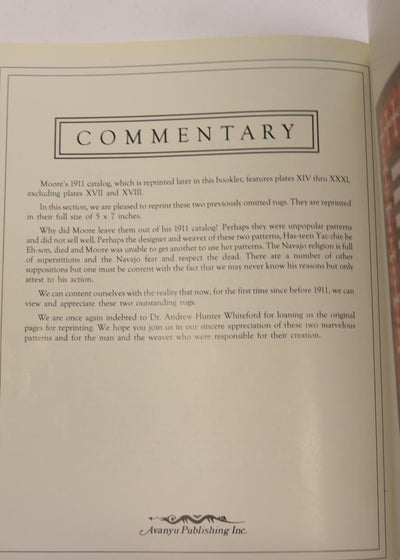 COMMENTARY
Moore's 1911 catalog, which is reprinted later in this booklet, features plates XIV thru XXXI,
excluding plates XVII and XVIII.
In this section, we are pleased to reprint these two previously omitted rugs. They are reprinted
in their full size of 5 x 7 inches.
Why did Moore leave them out of his 1911 catalog? Perhaps they were unpopular patterns
and did not sell well. Perhaps the designer and weaver of these two patterns, Has-teen Yaz-zhie be
Eh-son, died and Moore was unable to get another to use her patterns. The Navajo religion is full
of superstitions and the Navajo fear and respect the dead. There are a number of other
suppositions but one must be content with the fact that we may never know his reasons but only
attest to his action.
We can content ourselves with the reality that now, for the first time since before 1911, we can
view and appreciate these two outstanding rugs.
We are once again indebted to Dr. Andrew Hunter Whiteford for loaning us the original
pages for reprinting. We hope you join us in our sincere appreciation of these two marvelous
patterns and for the man and the weaver who were responsible for their creation.
Avanyu Publishing Inc.